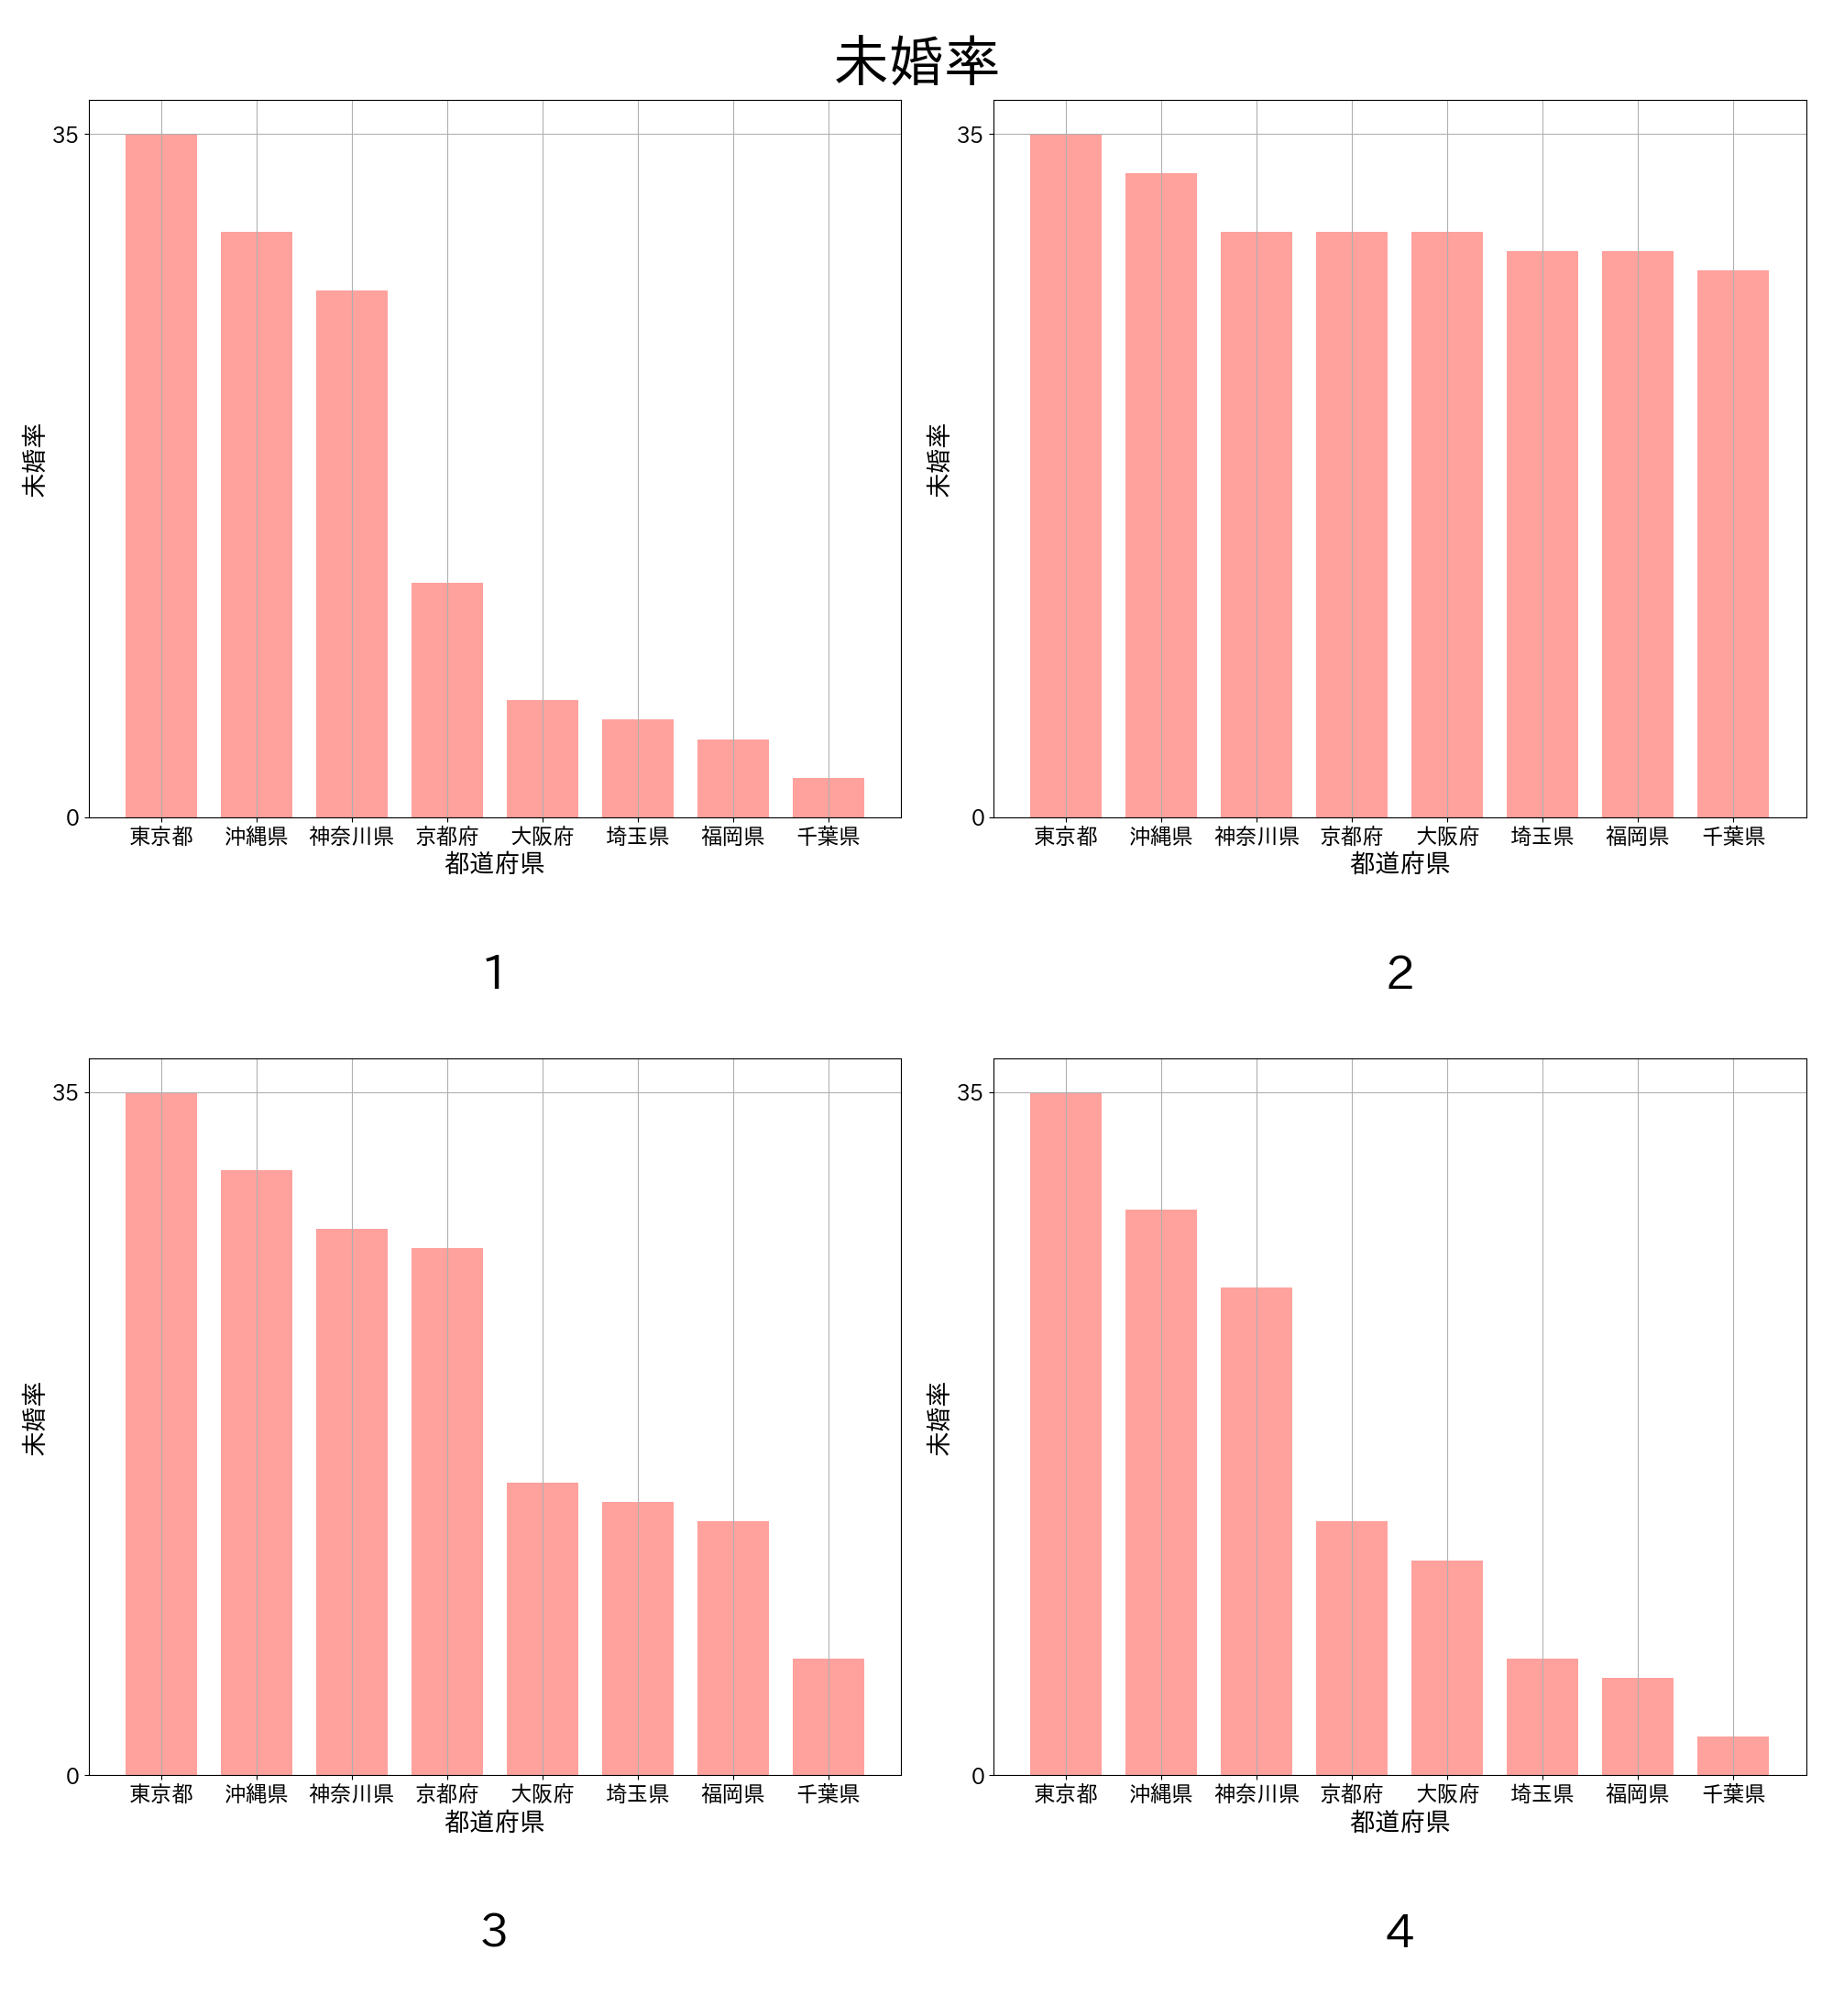 未婚率
35
0
未婚率
東京都 沖縄県 神奈川県 京都府 大阪府 埼玉県 福岡県 千葉県
都道府県
1
35
0
未婚率
東京都 沖縄県 神奈川県 京都府 大阪府 埼玉県 福岡県 千葉県
都道府県
2
35
0
未婚率
東京都 沖縄県 神奈川県 京都府 大阪府 埼玉県 福岡県 千葉県
都道府県
3
35
0
未婚率
東京都 沖縄県 神奈川県 京都府 大阪府 埼玉県 福岡県 千葉県
都道府県
4